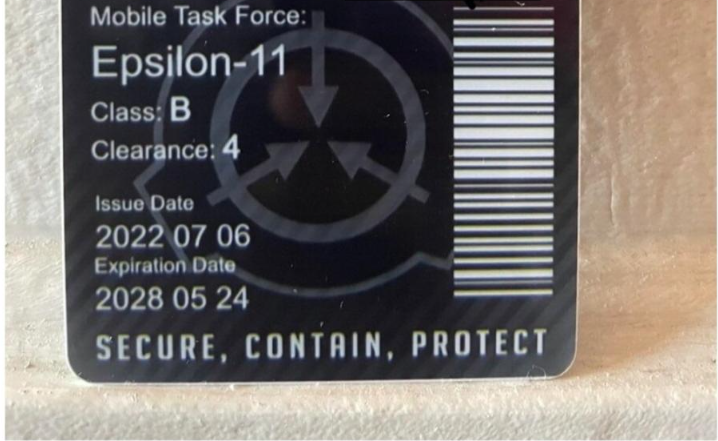 Mobile Task Force:
Epsilon-11
Class: B
Clearance: 4
Issue Date
2022 07 06
Expiration Date
2028 05 24
SECURE, CONTAIN, PROTECT